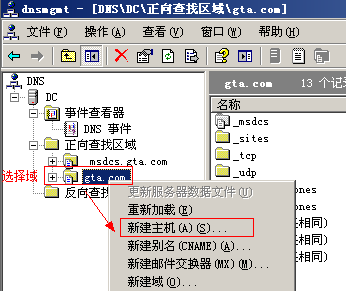 dnsmgmt - [DNS\DC\正向查找区域\gta.com]
文件(F) 操作(A) 查看(V) 窗口(W) 帮助(H)
DNS
DC
事件查看器
DNS 事件
正向查找区域
_msdcs.gta.com
选择域
gta.com
反向查找
gta.com 13 个记
名称
_msdcs
_sites
_tcp
_udp
ones
ones
相同)
相同)
相同)
更新服务器数据文件(U)
重新加载(E)
新建主机(A)(S)...
新建别名(CNAME)(A)...
新建邮件交换器(MX)(M)...
新建域(O)...